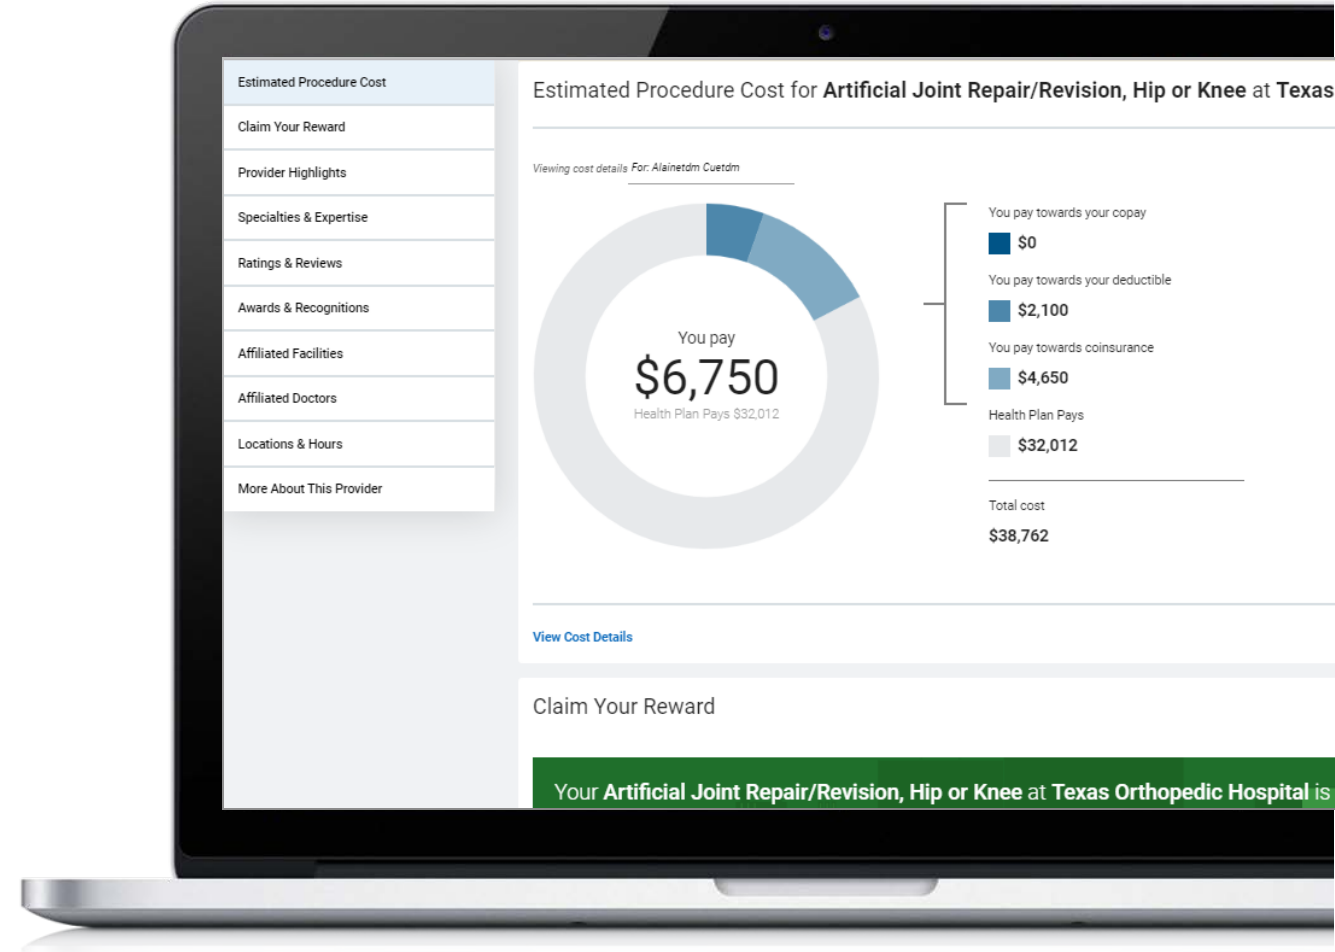 Estimated Procedure Cost
Claim Your Reward
Provider Highlights
Specialties & Expertise
Ratings & Reviews
Awards & Recognitions
Affiliated Facilities
Affiliated Doctors
Locations & Hours
More About This Provider
Estimated Procedure Cost for Artificial Joint Repair/Revision, Hip or Knee at Texas
Viewing cost details For: Alainetdm Cuetdm
You pay
$6,750
Health Plan Pays $32,012
You pay towards your copay
$0
You pay towards your deductible
$2,100
You pay towards coinsurance
$4,650
Health Plan Pays
$32,012
Total cost
$38,762
View Cost Details
Claim Your Reward
Your Artificial Joint Repair/Revision, Hip or Knee at Texas Orthopedic Hospital is